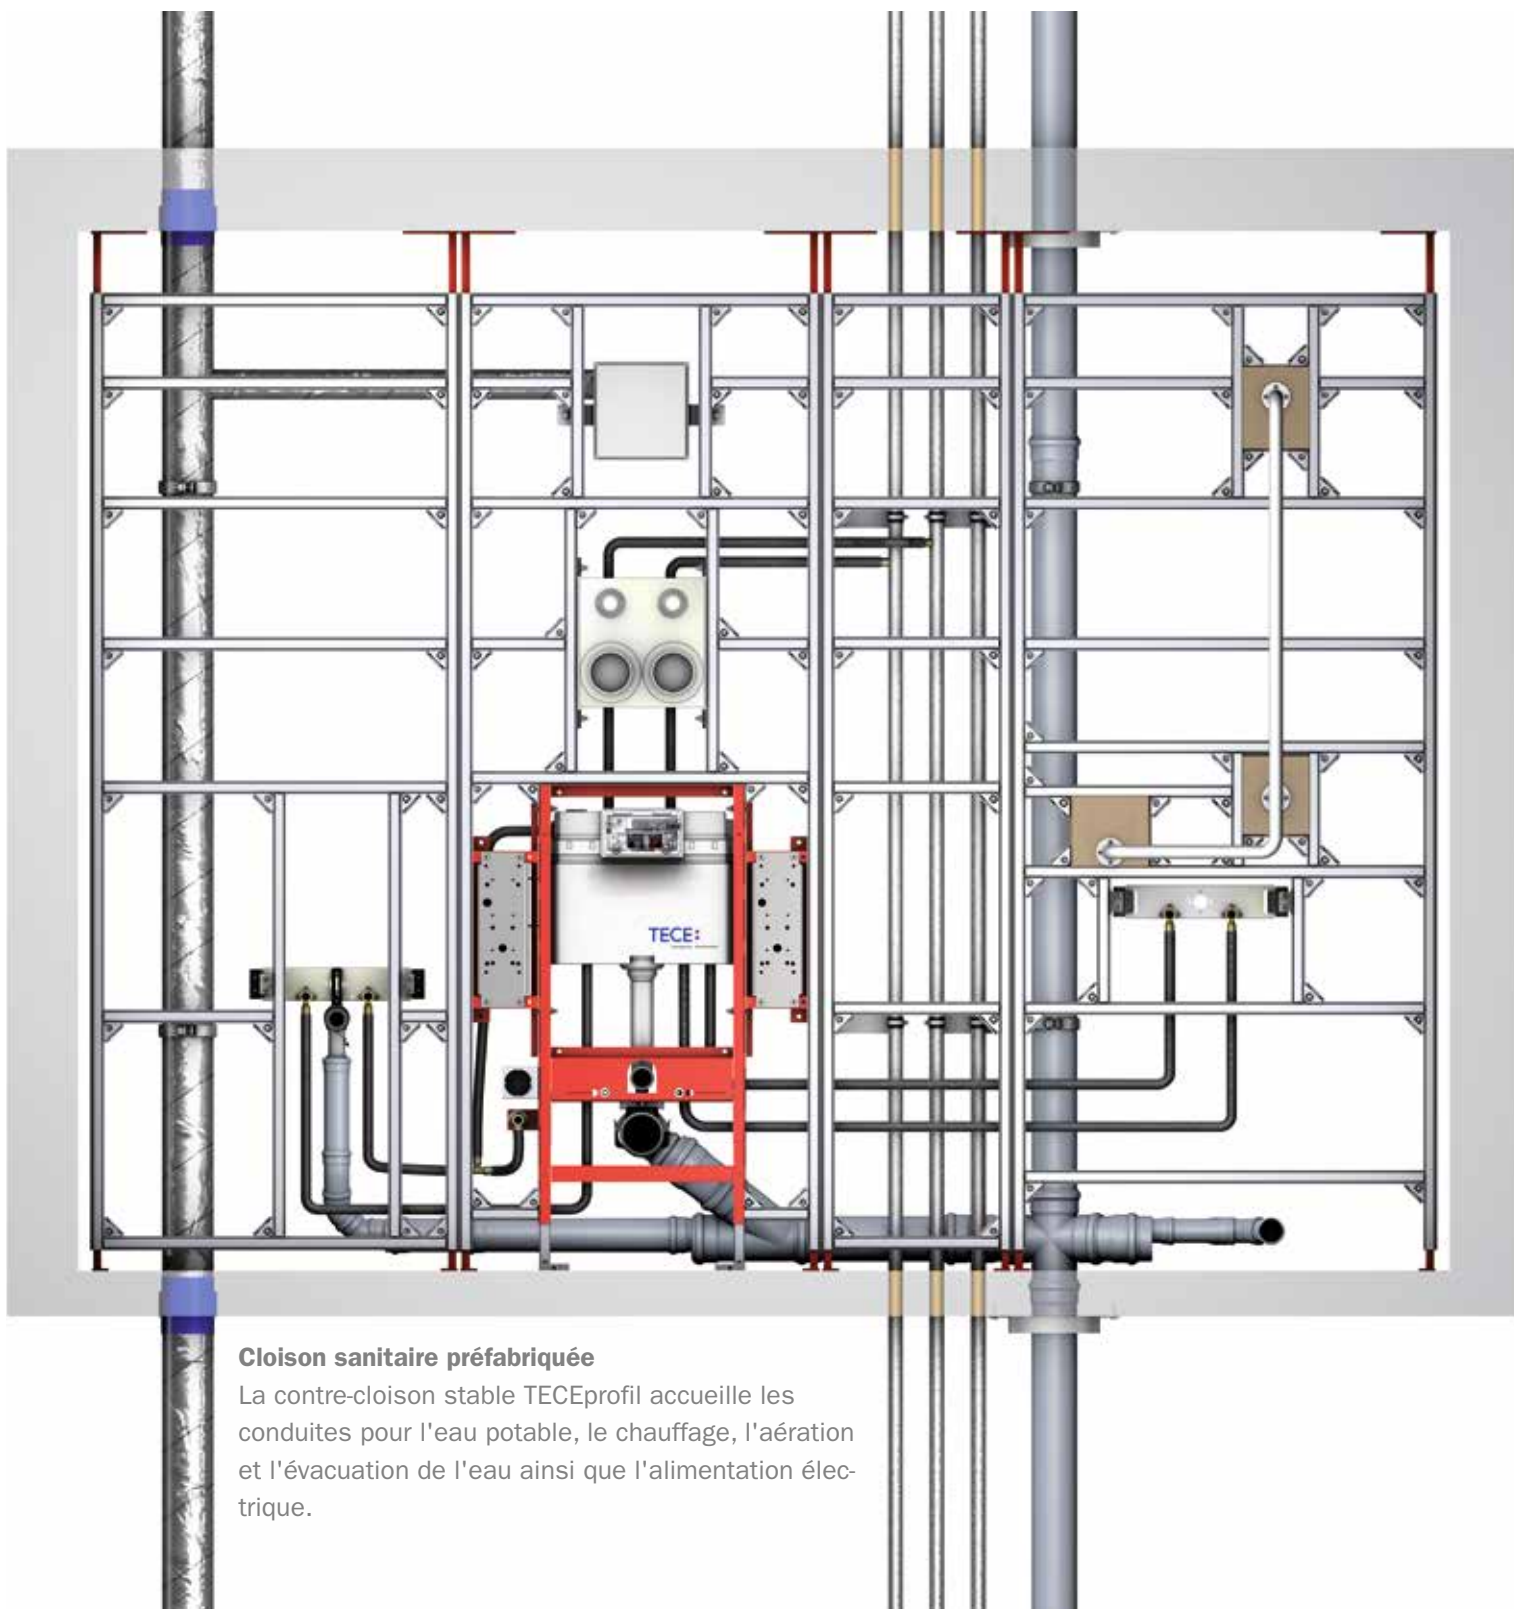 TECE:
Cloison sanitaire préfabriquée
La contre-cloison stable TECEprofil accueille les
conduites pour l'eau potable, le chauffage, l'aération
et l'évacuation de l'eau ainsi que l'alimentation élec-
trique.